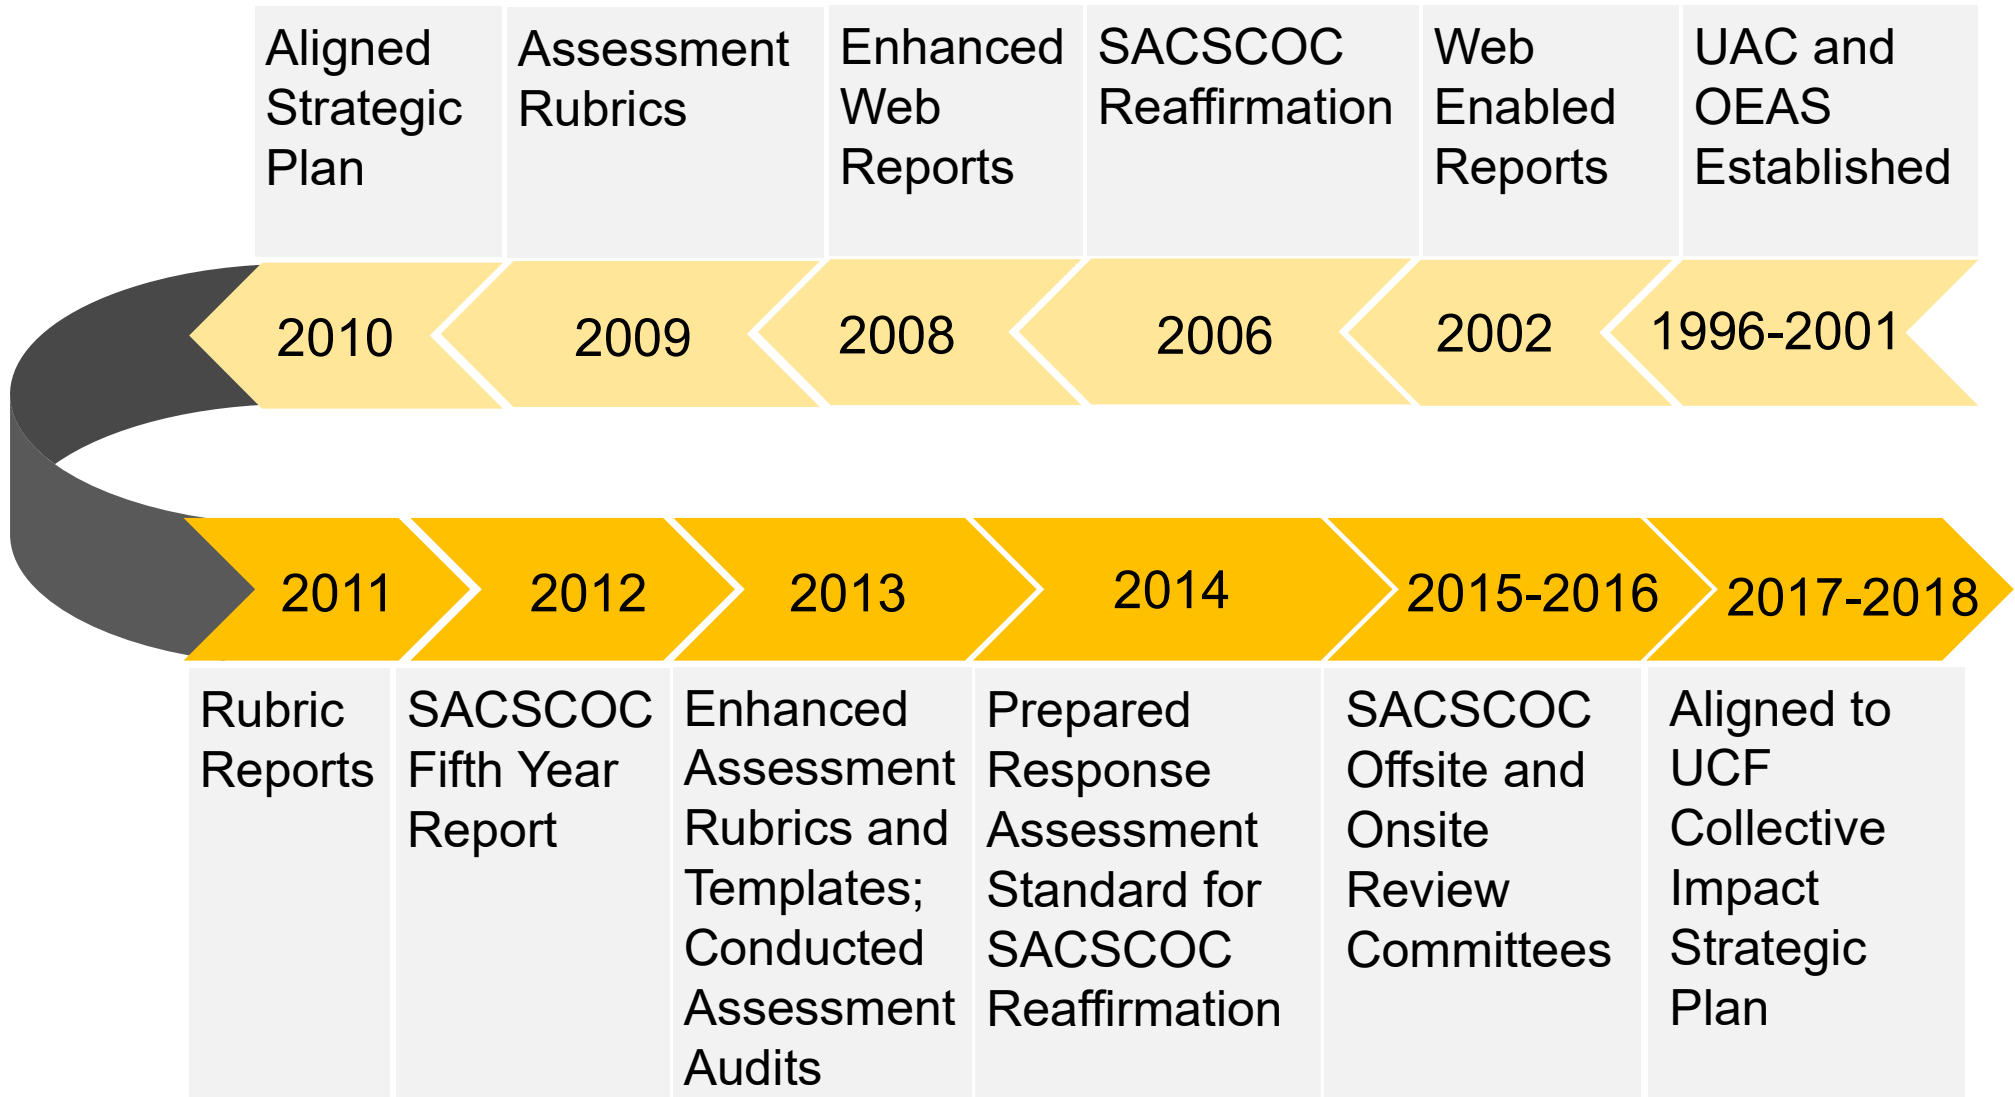 Aligned
Strategic
Plan
Assessment
Rubrics
Enhanced
Web
Reports
SACSCOC
Reaffirmation
Web
Enabled
Reports
UAC and
OEAS
Established
2010
2009
2008
2006
2002
1996-2001
2011
2012
2013
2014
2015-2016
2017-2018
Rubric
Reports
SACSCOC
Fifth Year
Report
Enhanced
Assessment
Rubrics and
Templates;
Conducted
Assessment
Audits
Prepared
Response
Assessment
Standard for
SACSCOC
Reaffirmation
SACSCOC
Offsite and
Onsite
Review
Committees
Aligned to
UCF
Collective
Impact
Strategic
Plan